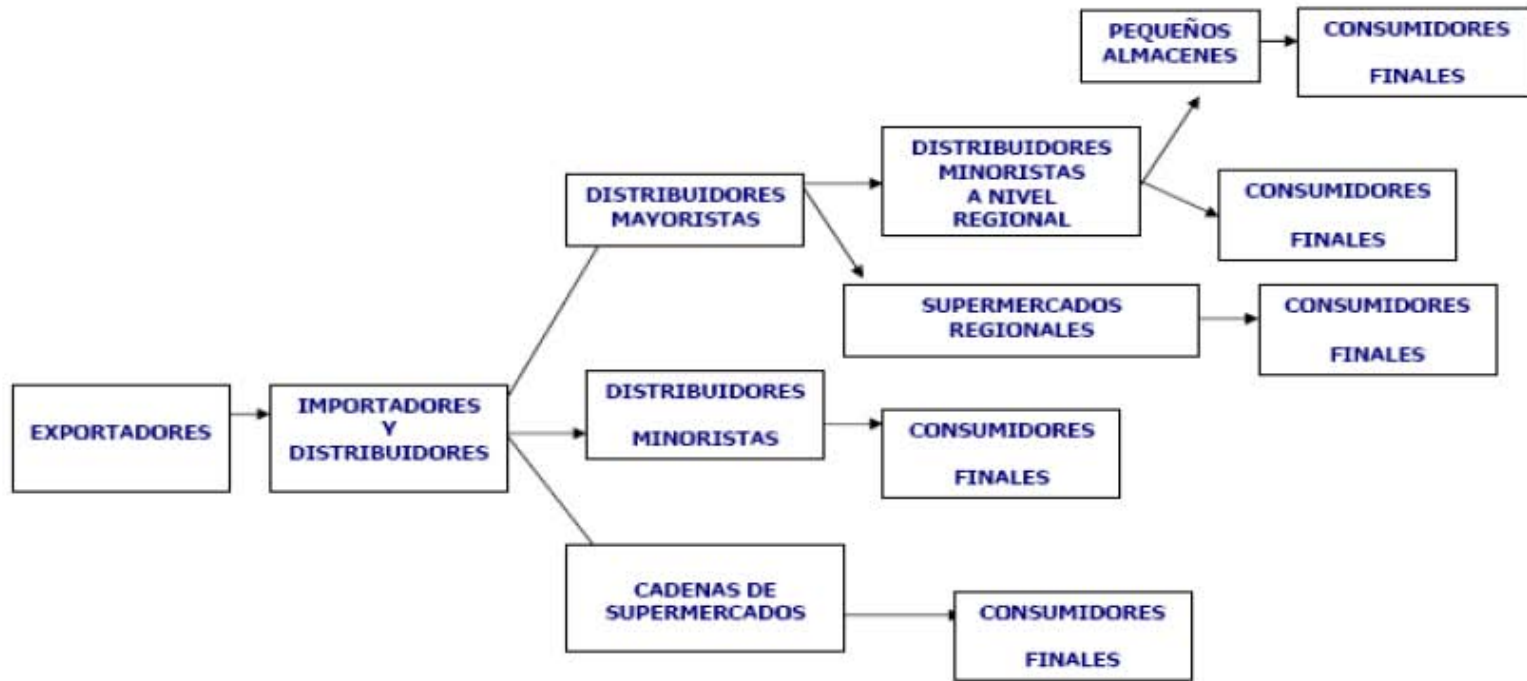 PEQUEÑOS
ALMACENES
CONSUMIDORES
FINALES
DISTRIBUIDORES
MINORISTAS
A NIVEL
REGIONAL
DISTRIBUIDORES
MAYORISTAS
CONSUMIDORES
FINALES
SUPERMERCADOS
REGIONALES
CONSUMIDORES
FINALES
EXPORTADORES
IMPORTADORES
Y
DISTRIBUIDORES
DISTRIBUIDORES
MINORISTAS
CONSUMIDORES
FINALES
CADENAS DE
SUPERMERCADOS
CONSUMIDORES
FINALES